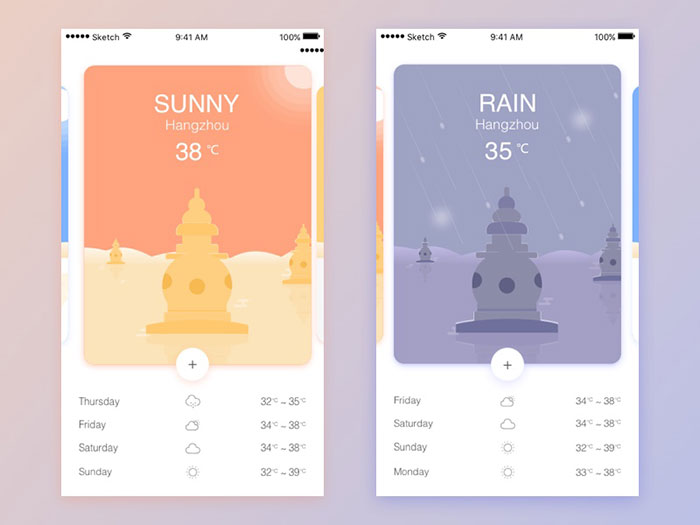 ●●●●● Sketch 9:41 AM 100%
●●●●●
SUNNY
Hangzhou
38 ℃
+
Thursday 32℃ ~ 35℃
Friday 34℃ ~ 38℃
Saturday 34℃ ~ 38℃
Sunday 32℃ ~ 39℃
●●●●● Sketch 9:41 AM 100%
RAIN
Hangzhou
35 ℃
+
Friday 34℃ ~ 38℃
Saturday 34℃ ~ 38℃
Sunday 32℃ ~ 39℃
Monday 33℃ ~ 38℃